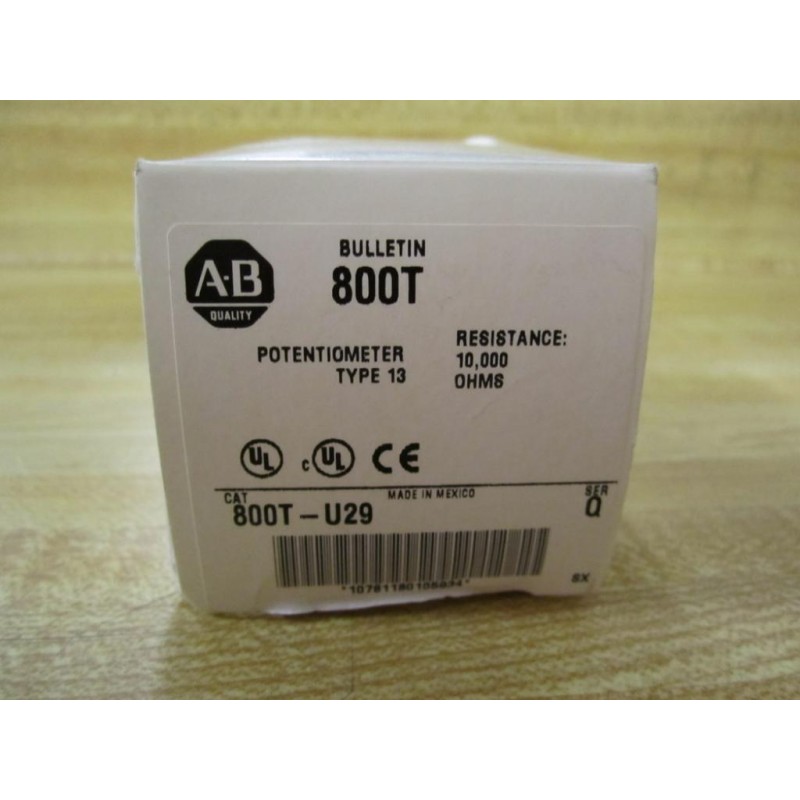 A-B
QUALITY
BULLETIN
800T
POTENTIOMETER
TYPE 13
RESISTANCE:
10,000
OHMS
UL
c UL CE
MADE IN MEXICO
CAT
800T-U29
SER
Q
SX